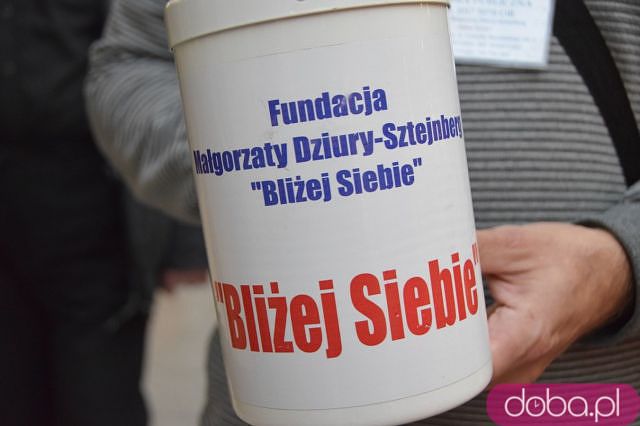 Fundacja
Małgorzaty Dziury-Sztejnberg
"Bliżej Siebie"
"Bliżej Siebie"
doba.pl